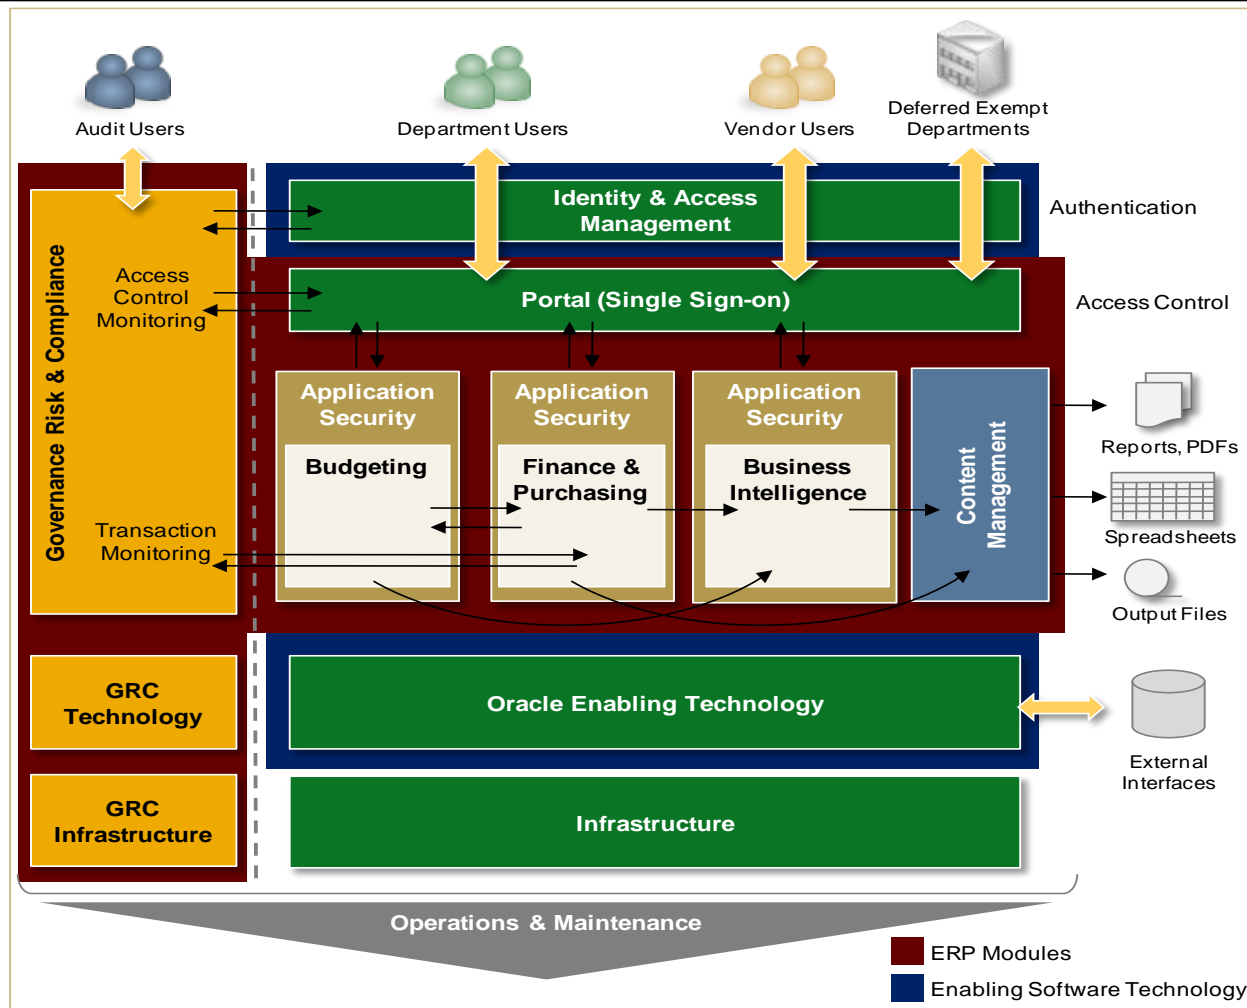 Audit Users
Department Users
Vendor Users
Deferred Exempt
Departments
Identity & Access
Management
Authentication
Governance Risk & Compliance
Access
Control
Monitoring
Portal (Single Sign-on)
Access Control
Application
Security
Budgeting
Application
Security
Finance &
Purchasing
Application
Security
Business
Intelligence
Content
Management
Reports, PDFs
Spreadsheets
Output Files
Transaction
Monitoring
GRC
Technology
Oracle Enabling Technology
External
Interfaces
GRC
Infrastructure
Infrastructure
Operations & Maintenance
ERP Modules
Enabling Software Technology